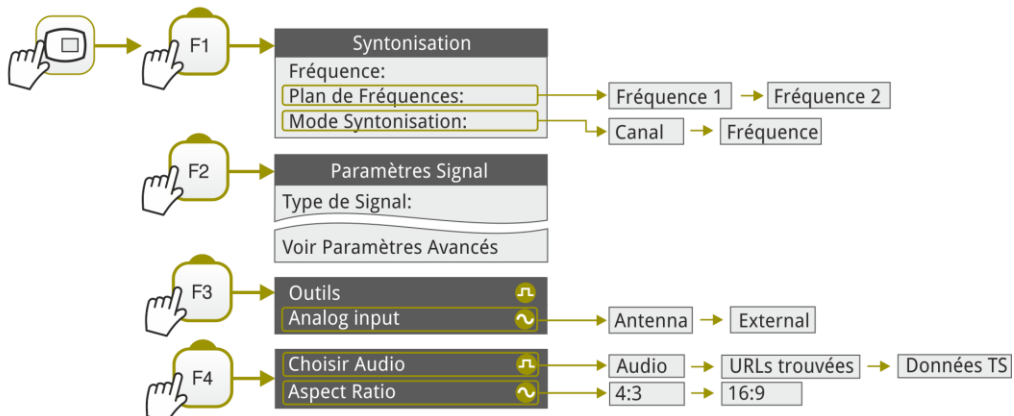 F1
Syntonisation
Fréquence:
Plan de Fréquences:
Fréquence 1
Fréquence 2
Mode Syntonisation:
Canal
Fréquence
F2
Paramètres Signal
Type de Signal:
Voir Paramètres Avancés
F3
Outils
Analog input
Antenna
External
F4
Choisir Audio
Audio
URLs trouvées
Données TS
Aspect Ratio
4:3
16:9